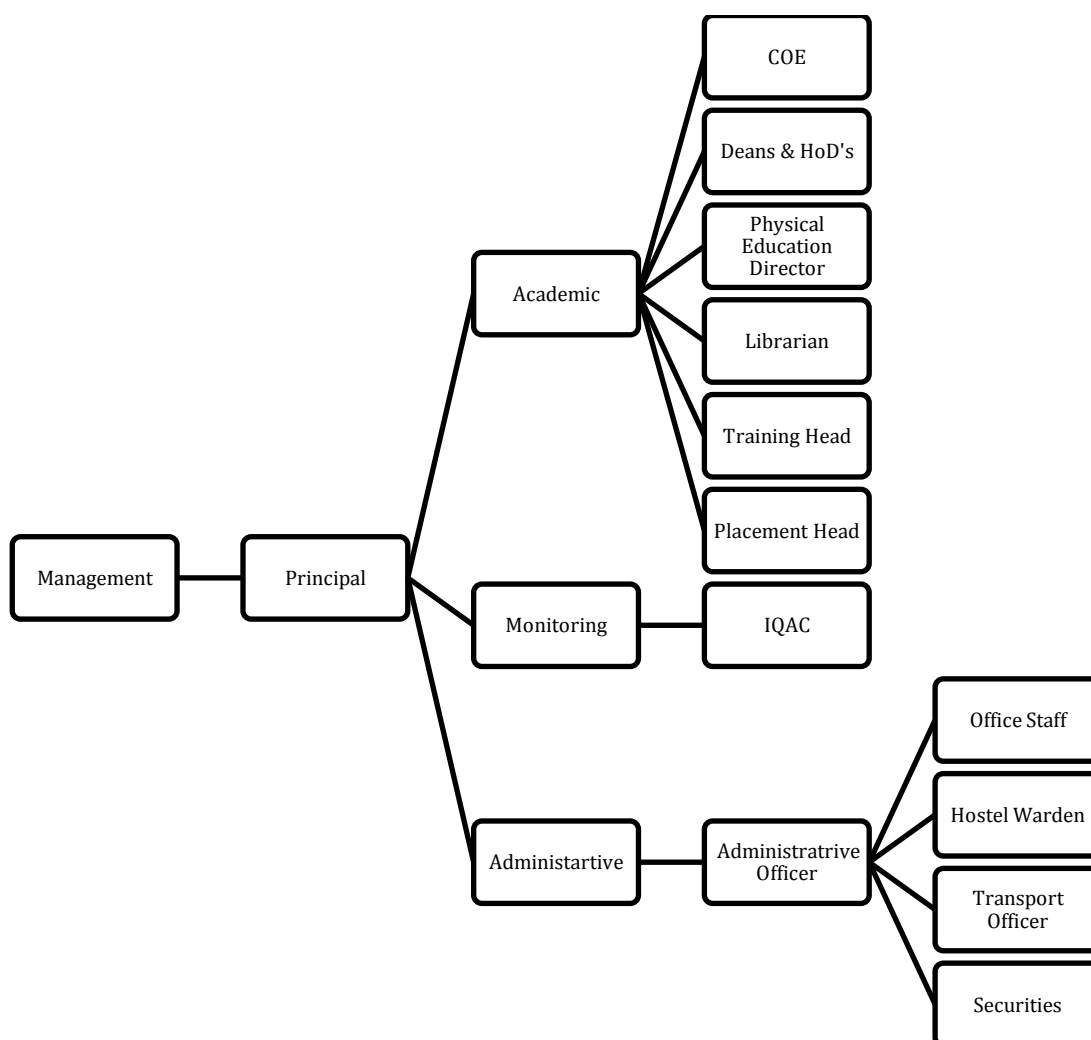 COE
Deans & HoD's
Physical
Education
Director
Academic
Librarian
Training Head
Placement Head
Management
Principal
Monitoring
IQAC
Office Staff
Hostel Warden
Administartive
Administratrive
Officer
Transport
Officer
Securities